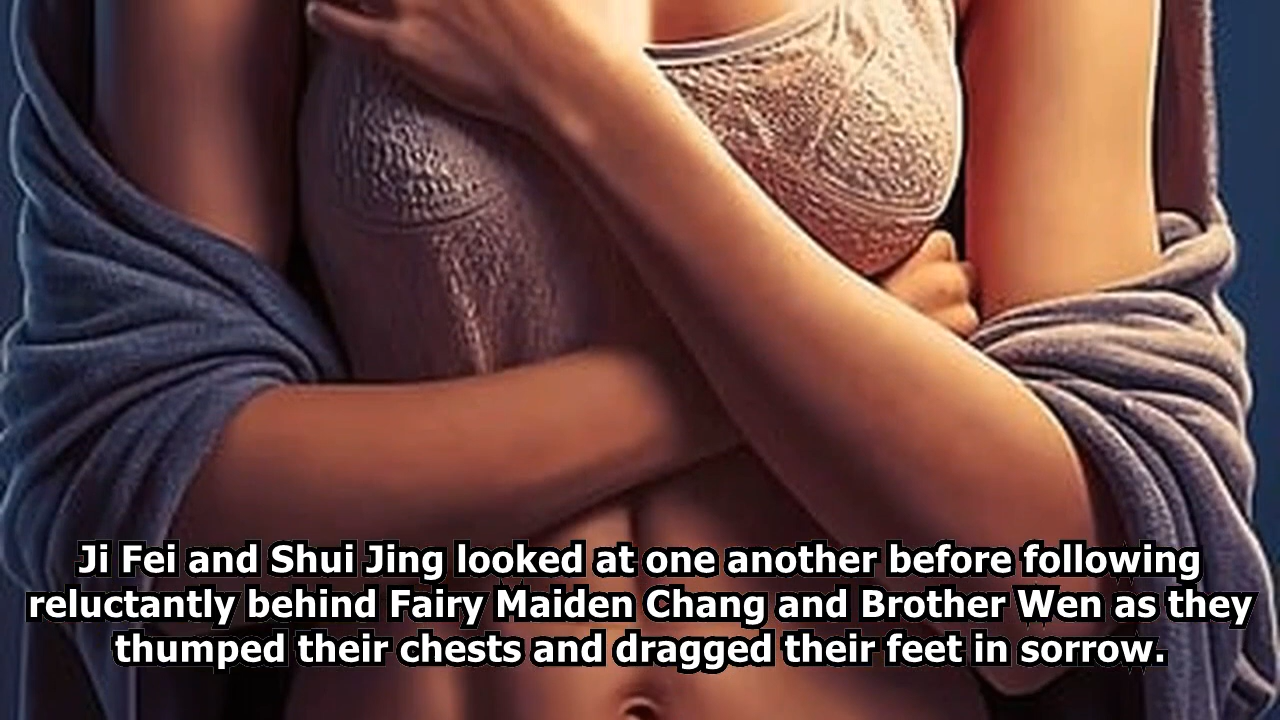 Ji Fei and Shui Jing looked at one another before following
reluctantly behind Fairy Maiden Chang and Brother Wen as they
thumped their chests and dragged their feet in sorrow.